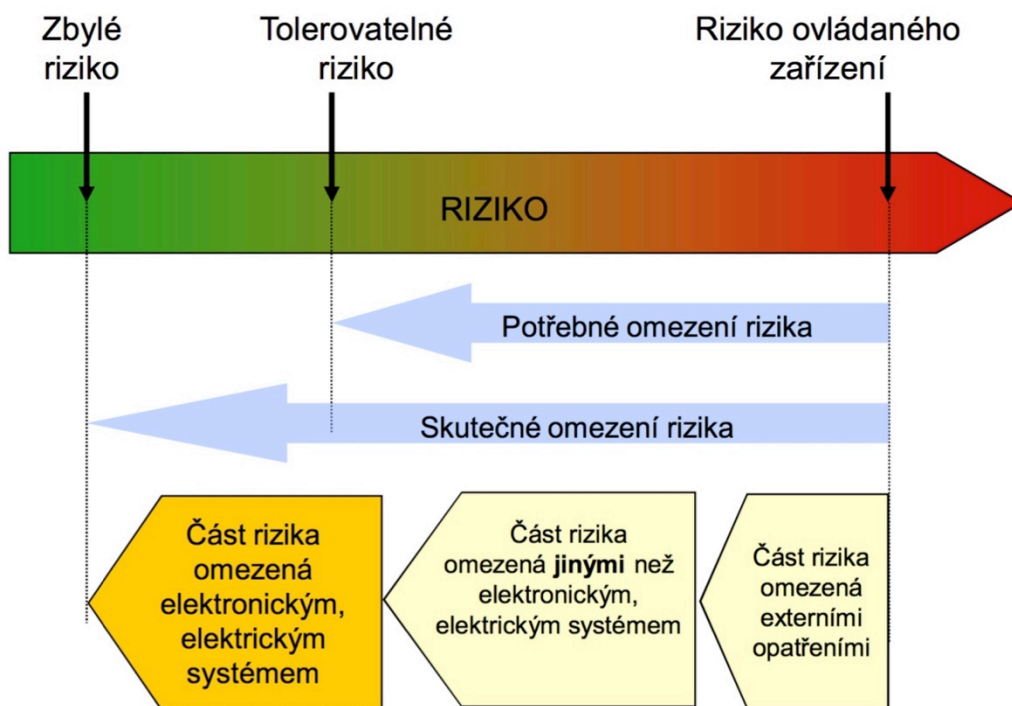 Zbylé
riziko
Tolerovatelné
riziko
Riziko ovládaného
zařízení
RIZIKO
Potřebné omezení rizika
Skutečné omezení rizika
Část rizika
omezená
elektronickým,
elektrickým
systémem
Část rizika
omezená jinými než
elektronickým,
elektrickým systémem
Část rizika
omezená
externími
opatřeními